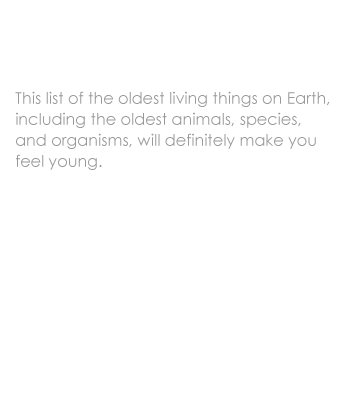 This list of the oldest living things on Earth,
including the oldest animals, species,
and organisms, will definitely make you
feel young.